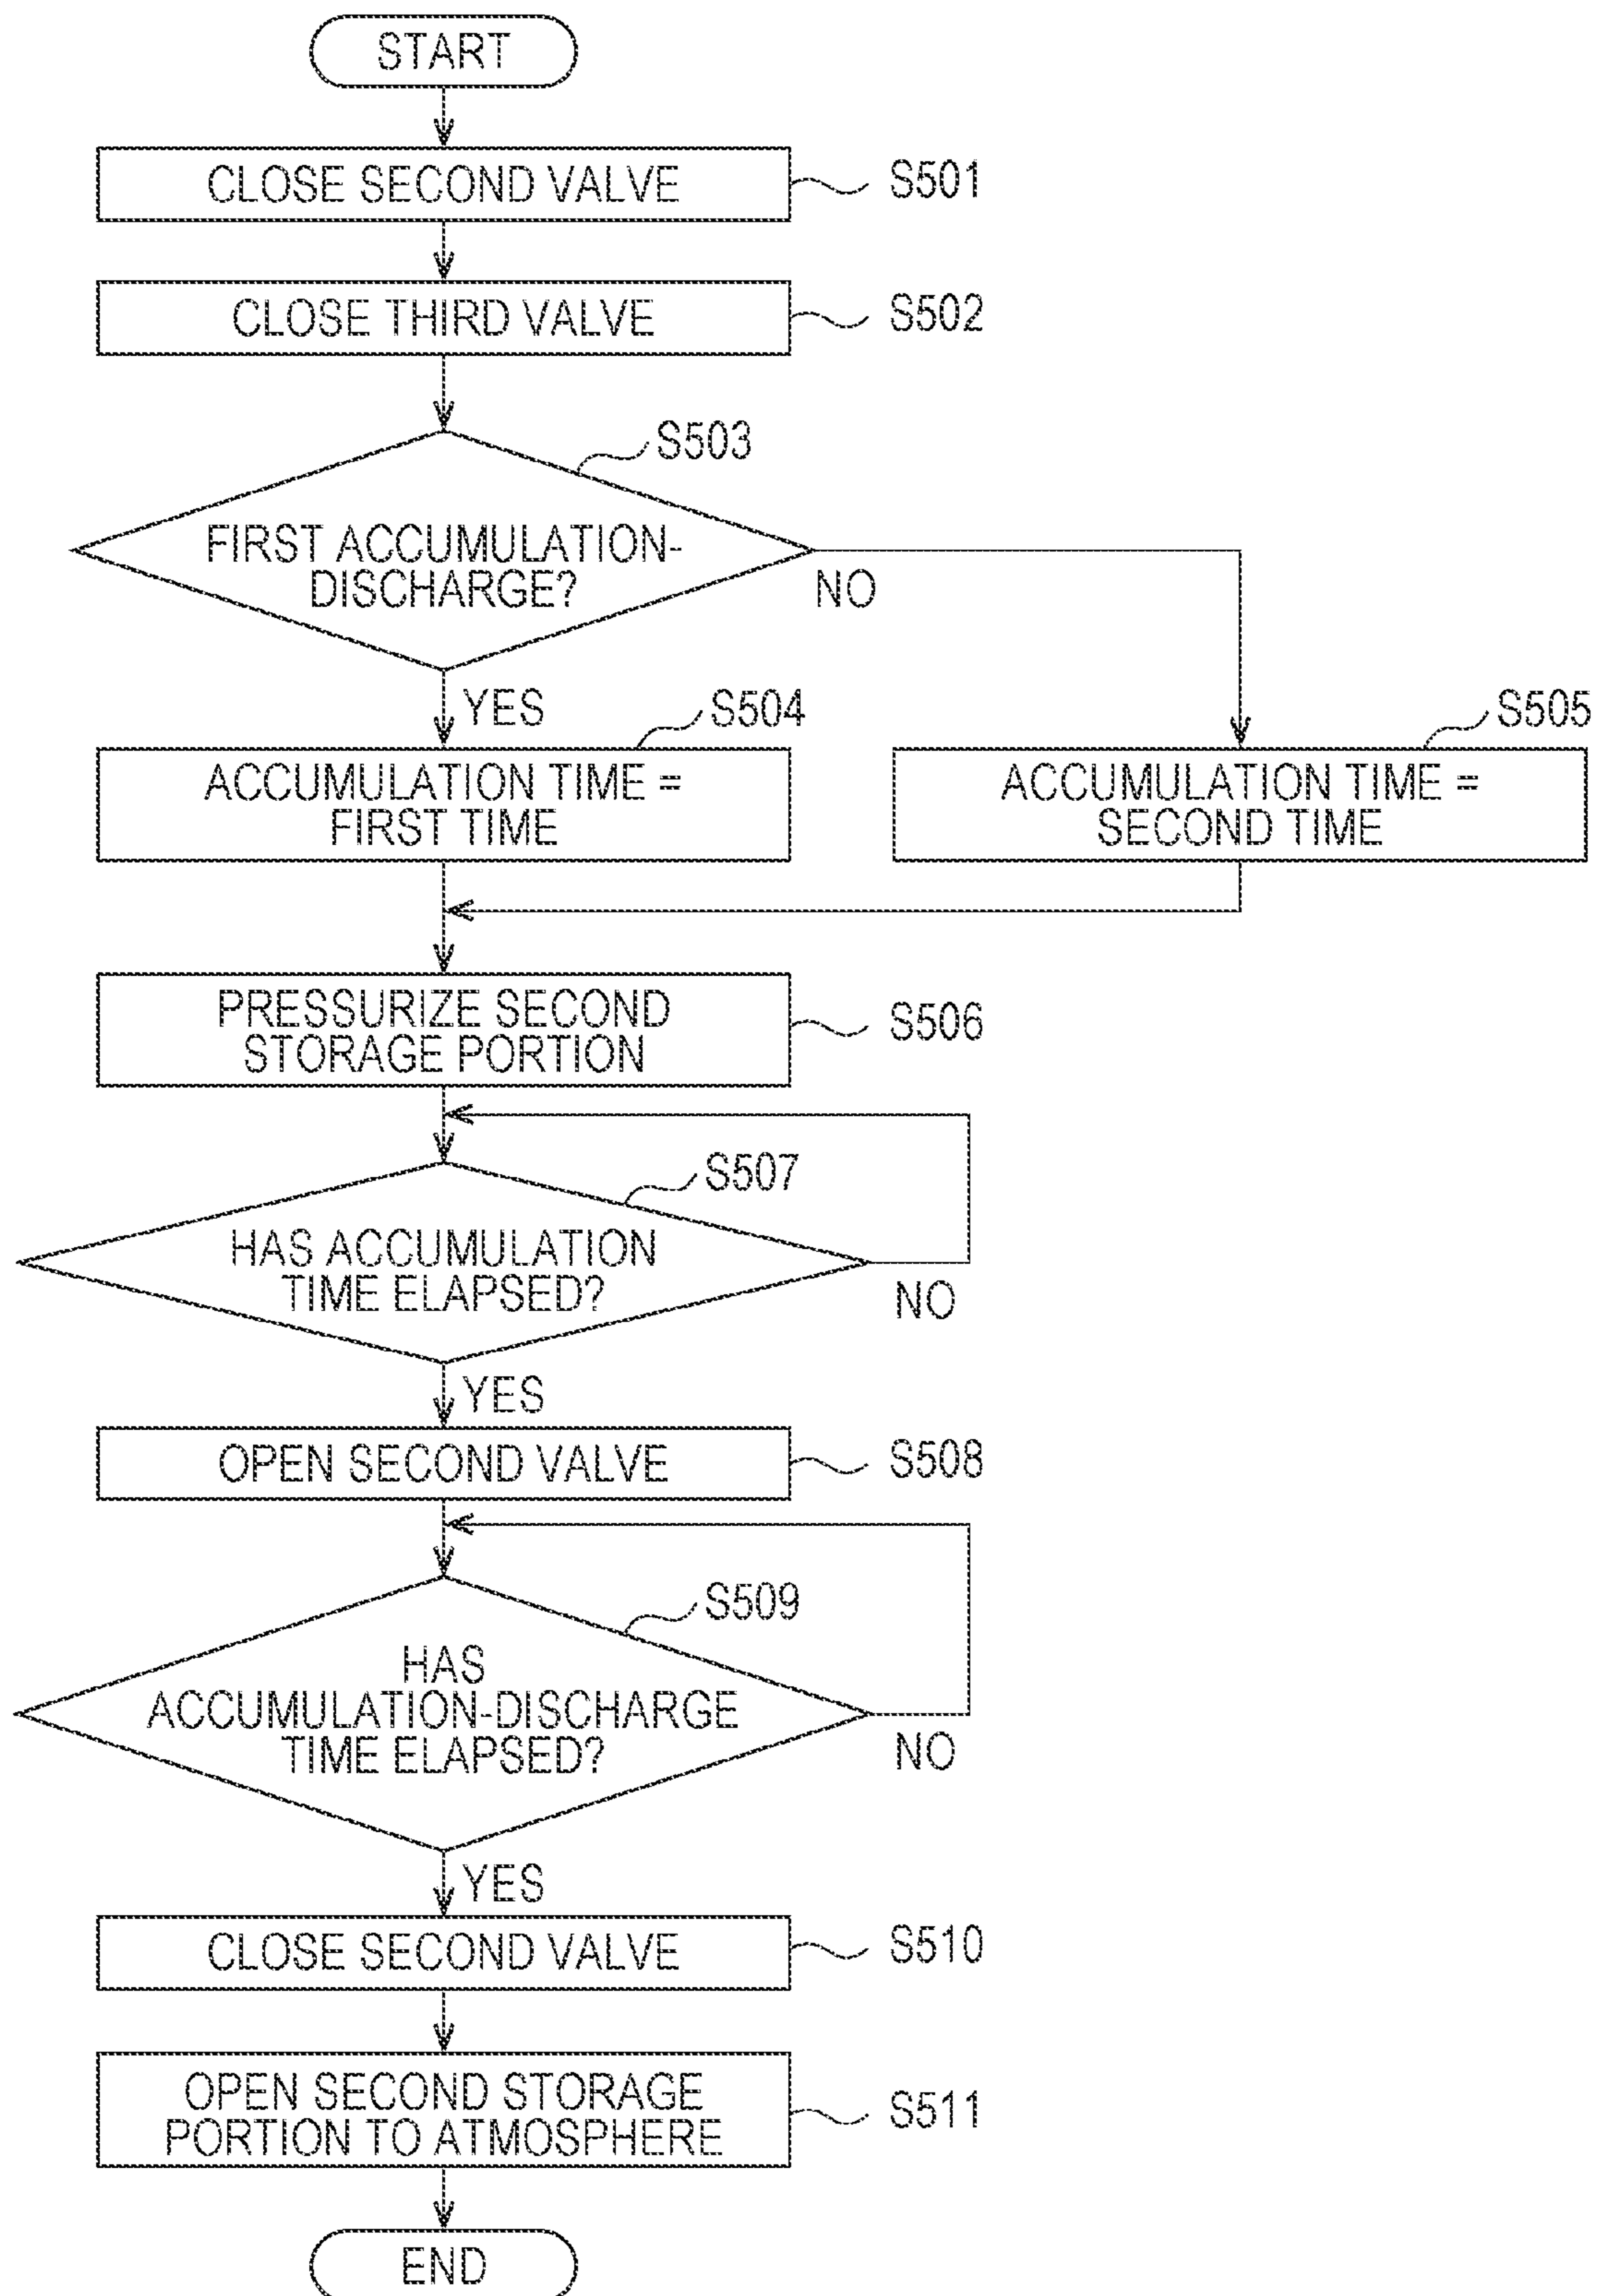 START
CLOSE SECOND VALVE
S501
CLOSE THIRD VALVE
S502
S503
FIRST ACCUMULATION-
DISCHARGE?
NO
YES
S504
S505
ACCUMULATION TIME =
FIRST TIME
ACCUMULATION TIME =
SECOND TIME
PRESSURIZE SECOND
STORAGE PORTION
S506
S507
HAS ACCUMULATION
TIME ELAPSED?
NO
YES
OPEN SECOND VALVE
S508
S509
HAS
ACCUMULATION-DISCHARGE
TIME ELAPSED?
NO
YES
CLOSE SECOND VALVE
S510
OPEN SECOND STORAGE
PORTION TO ATMOSPHERE
S511
END